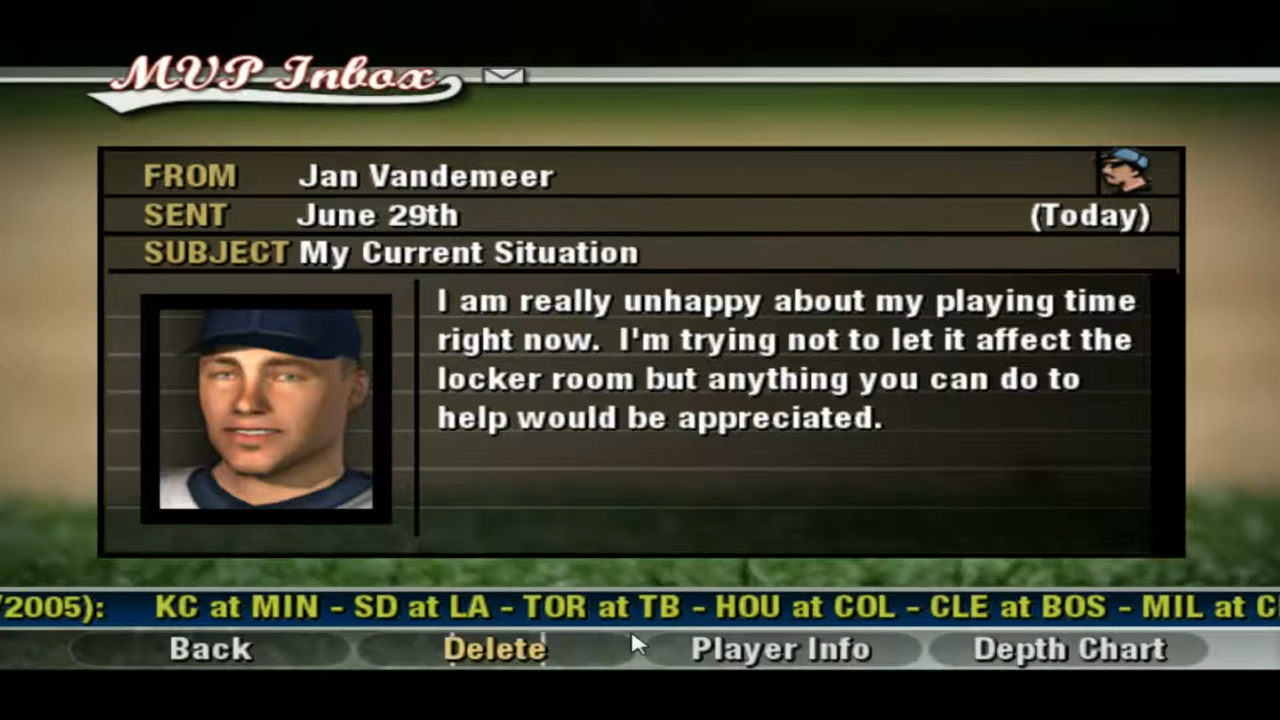 MVP Inbox
FROM Jan Vandemeer
SENT June 29th (Today)
SUBJECT My Current Situation
I am really unhappy about my playing time
right now. I'm trying not to let it affect the
locker room but anything you can do to
help would be appreciated.
/2005): KC at MIN - SD at LA - TOR at TB - HOU at COL - CLE at BOS - MIL at C
Back Delete Player Info Depth Chart